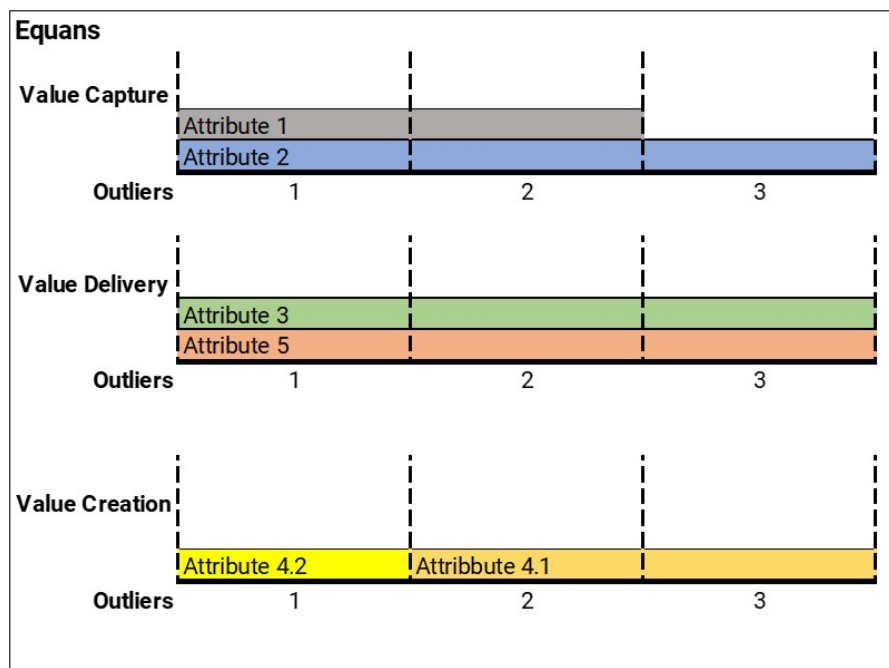 Equans
Value Capture
Attribute 1
Attribute 2
Outliers 1 2 3
Value Delivery
Attribute 3
Attribute 5
Outliers 1 2 3
Value Creation
Attribute 4.2 Attribbute 4.1
Outliers 1 2 3